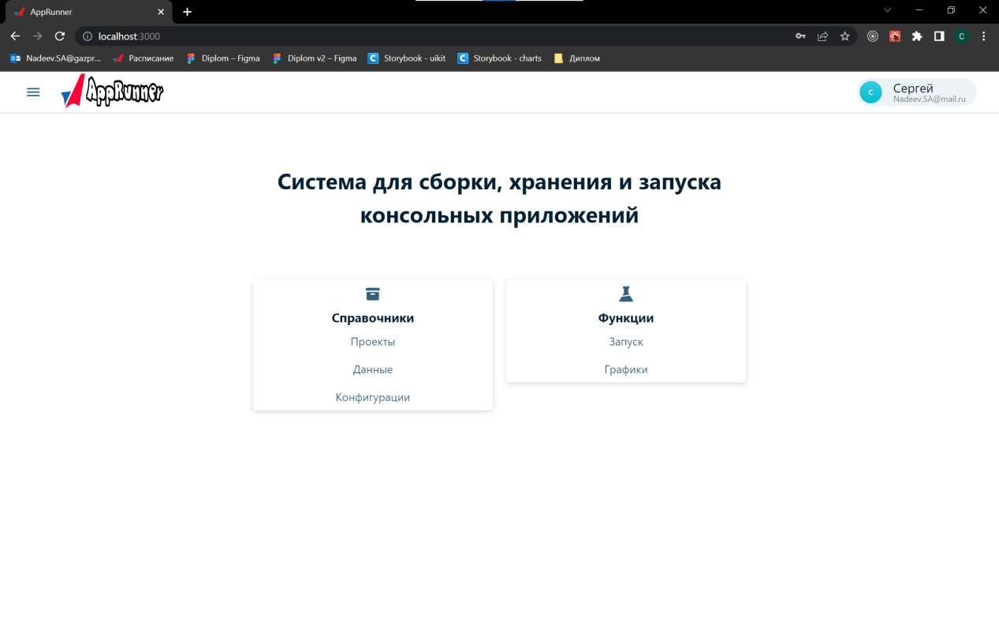 AppRunner
localhost:3000
Nadeev.SA@gazpr...
Расписание
Diplom – Figma
Diplom v2 – Figma
Storybook - uikit
Storybook - charts
Диплом
AppRunner
С
Сергей
Nadeev.SA@mail.ru
Система для сборки, хранения и запуска
консольных приложений
Справочники
Проекты
Данные
Конфигурации
Функции
Запуск
Графики